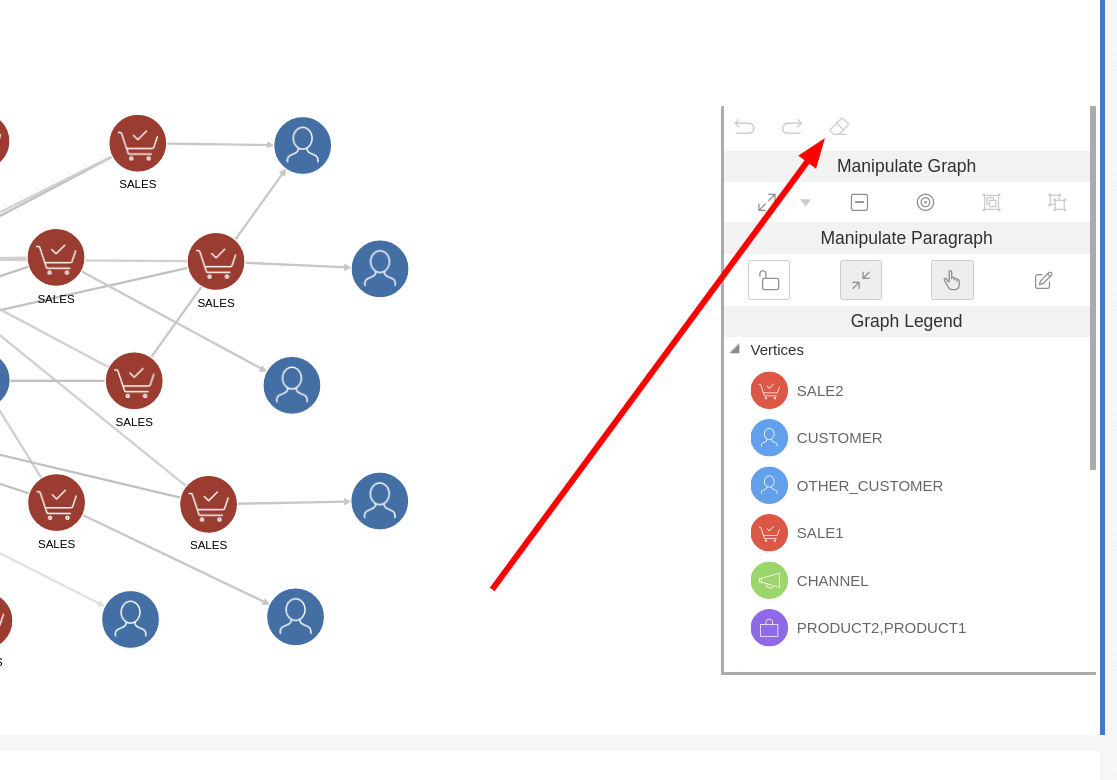 SALES
Manipulate Graph
Manipulate Paragraph
SALES
SALES
Graph Legend
Vertices
SALE2
SALES
CUSTOMER
OTHER_CUSTOMER
SALES
SALES
SALE1
CHANNEL
PRODUCT2,PRODUCT1